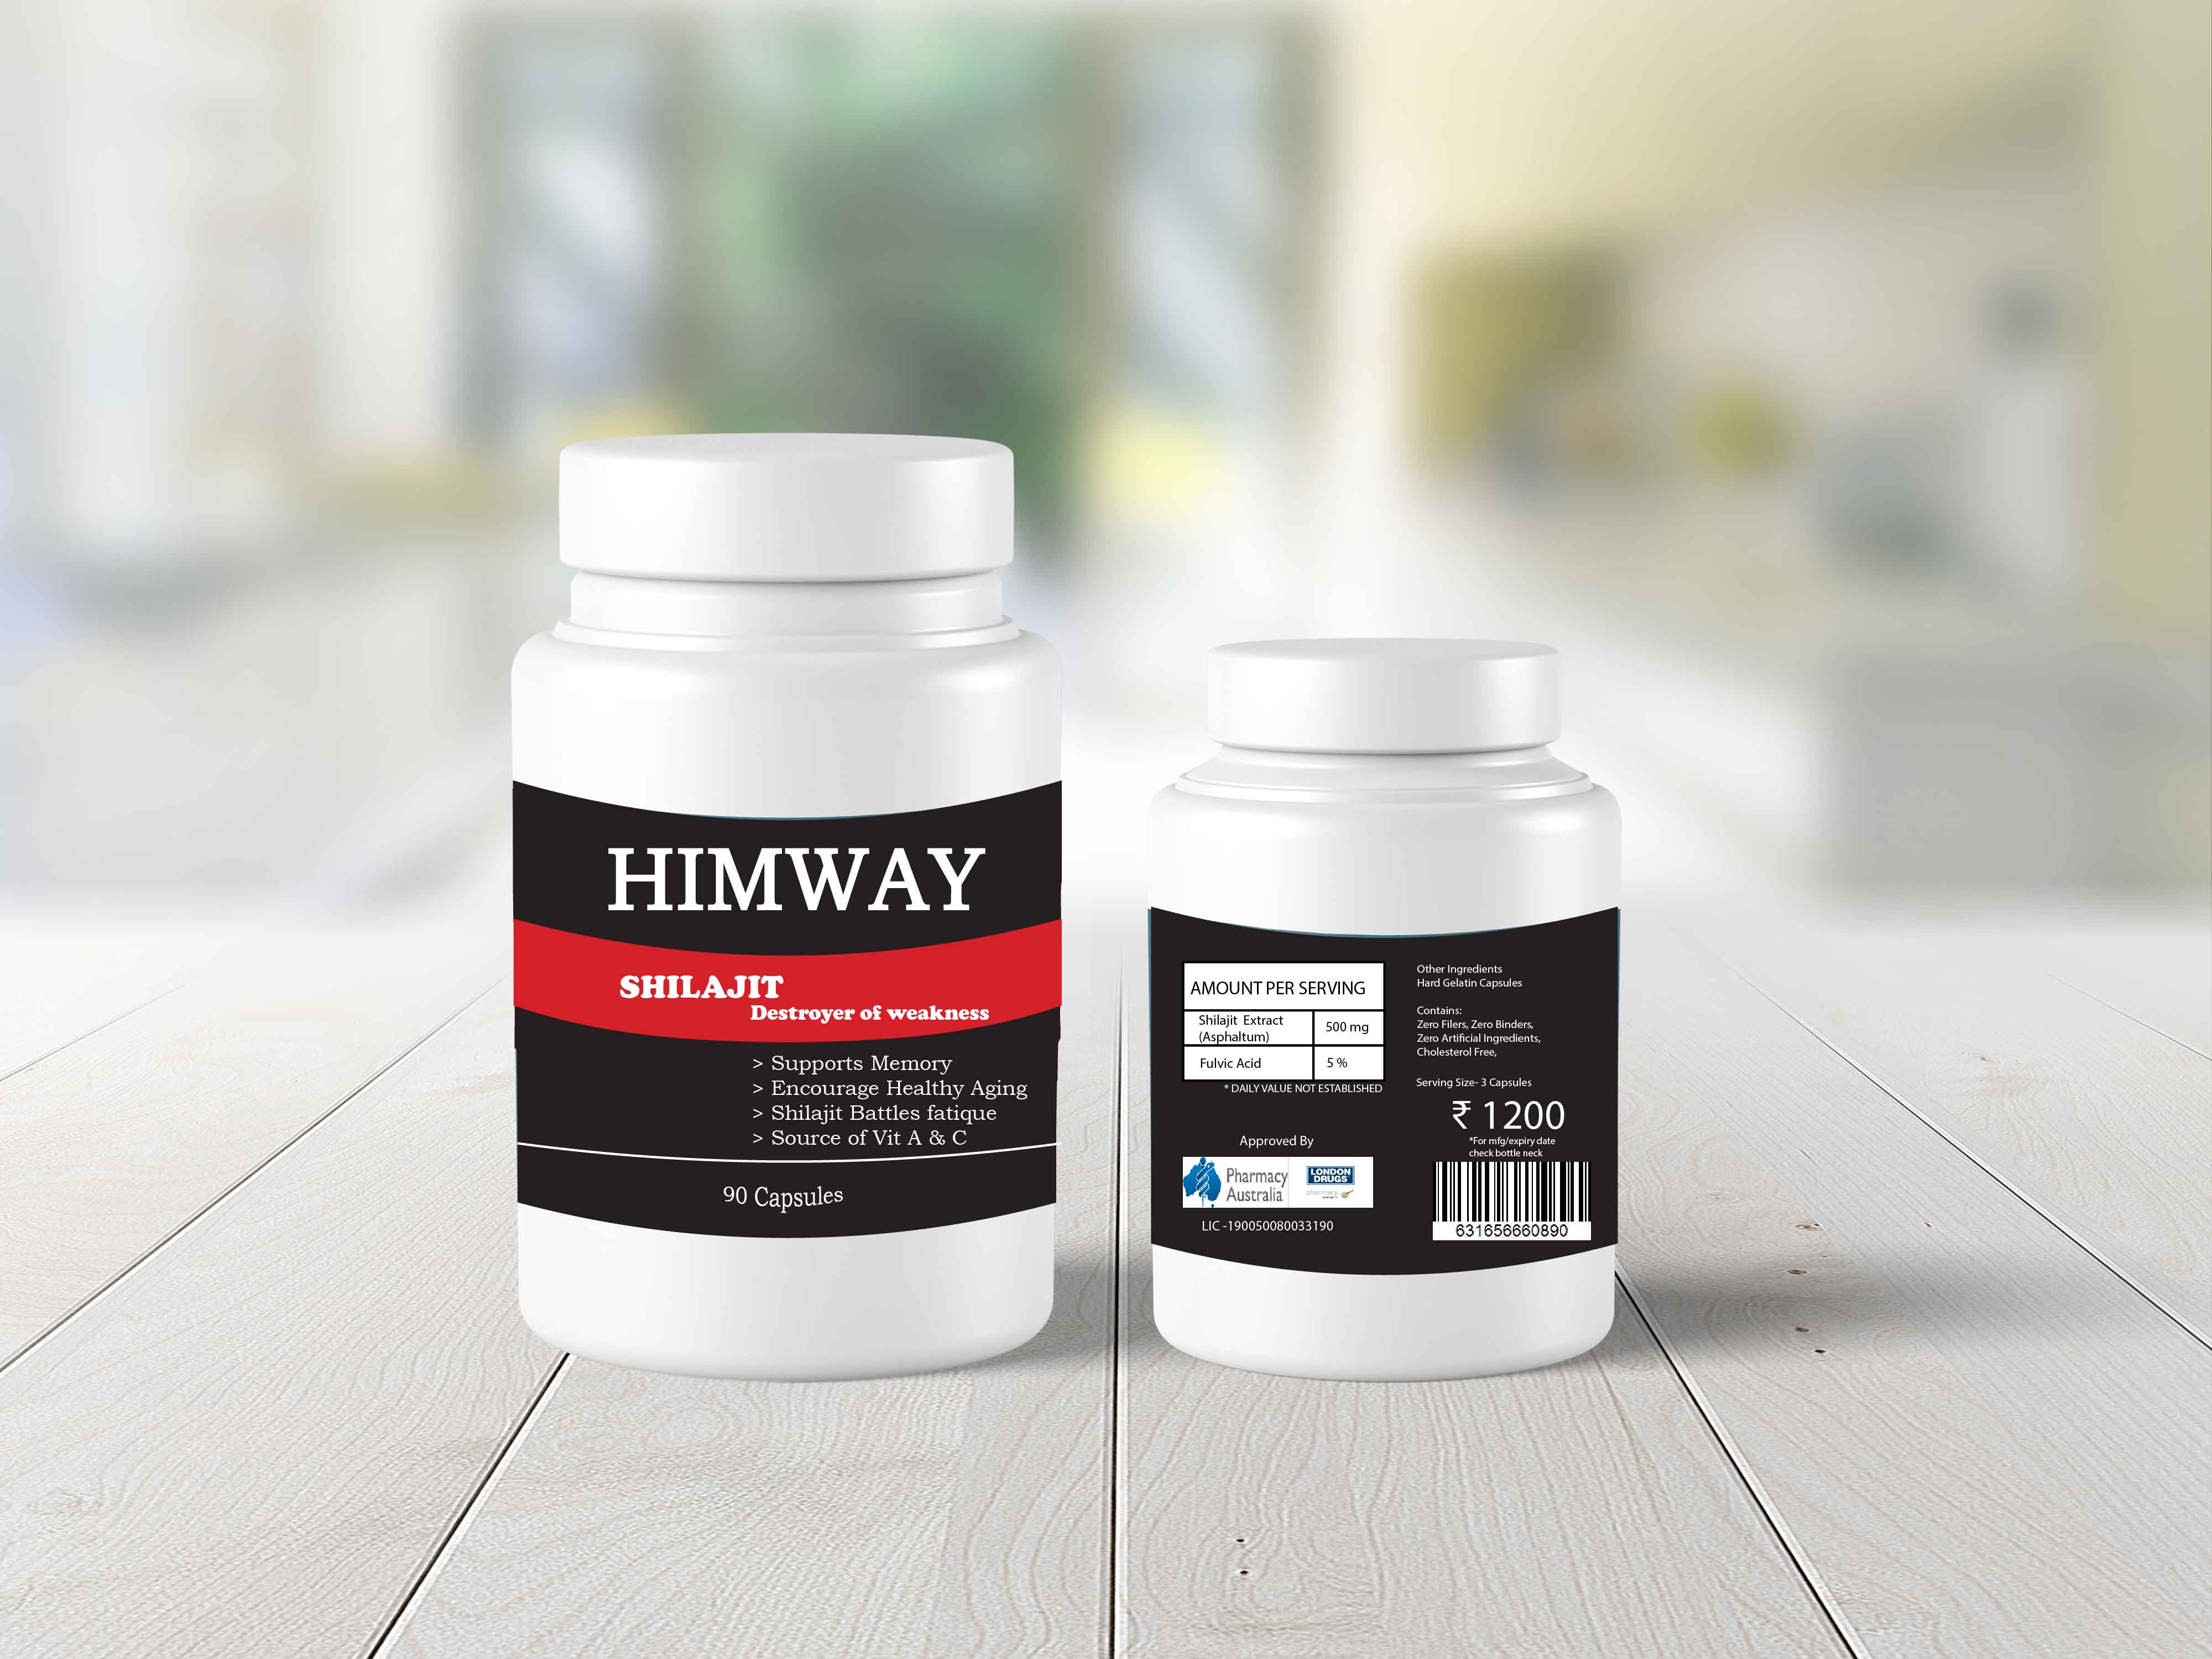 HIMWAY
SHILAJIT
Destroyer of weakness
> Supports Memory
> Encourage Healthy Aging
> Shilajit Battles fatique
> Source of Vit A & C
90 Capsules
AMOUNT PER SERVING
Shilajit Extract
(Asphaltum)
500 mg
Fulvic Acid
5 %
* DAILY VALUE NOT ESTABLISHED
Approved By
Pharmacy
Australia
LONDON
DRUGS
pharmacy
LIC -190050080033190
Other Ingredients
Hard Gelatin Capsules
Contains:
Zero Filers, Zero Binders,
Zero Artificial Ingredients,
Cholesterol Free,
Serving Size- 3 Capsules
₹ 1200
*For mfg/expiry date
check bottle neck
631656660890